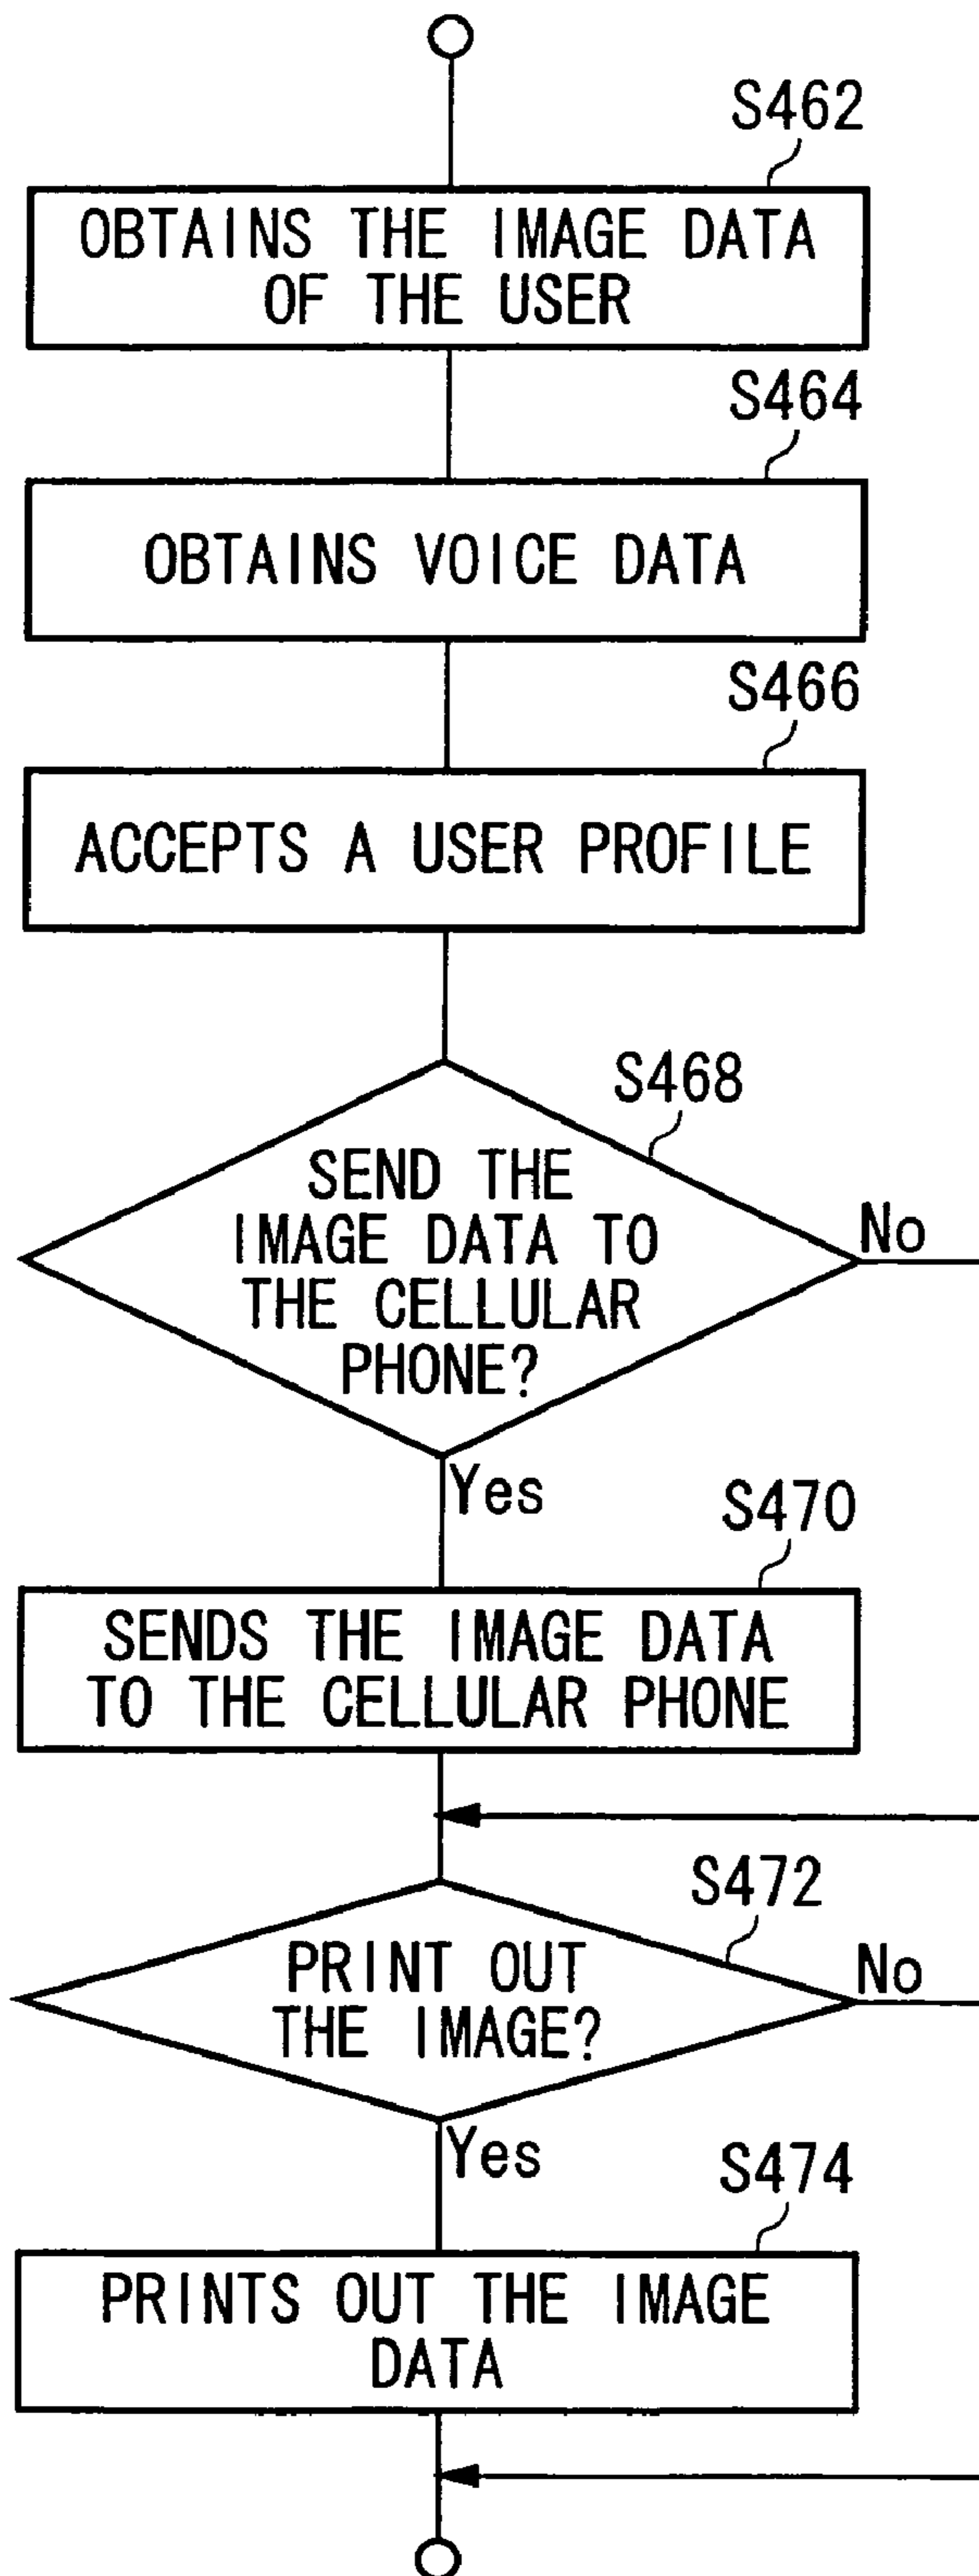 S462
OBTAINS THE IMAGE DATA
OF THE USER
S464
OBTAINS VOICE DATA
S466
ACCEPTS A USER PROFILE
S468
SEND THE
IMAGE DATA TO
THE CELLULAR
PHONE?
No
Yes
S470
SENDS THE IMAGE DATA
TO THE CELLULAR PHONE
S472
PRINT OUT
THE IMAGE?
No
Yes
S474
PRINTS OUT THE IMAGE
DATA